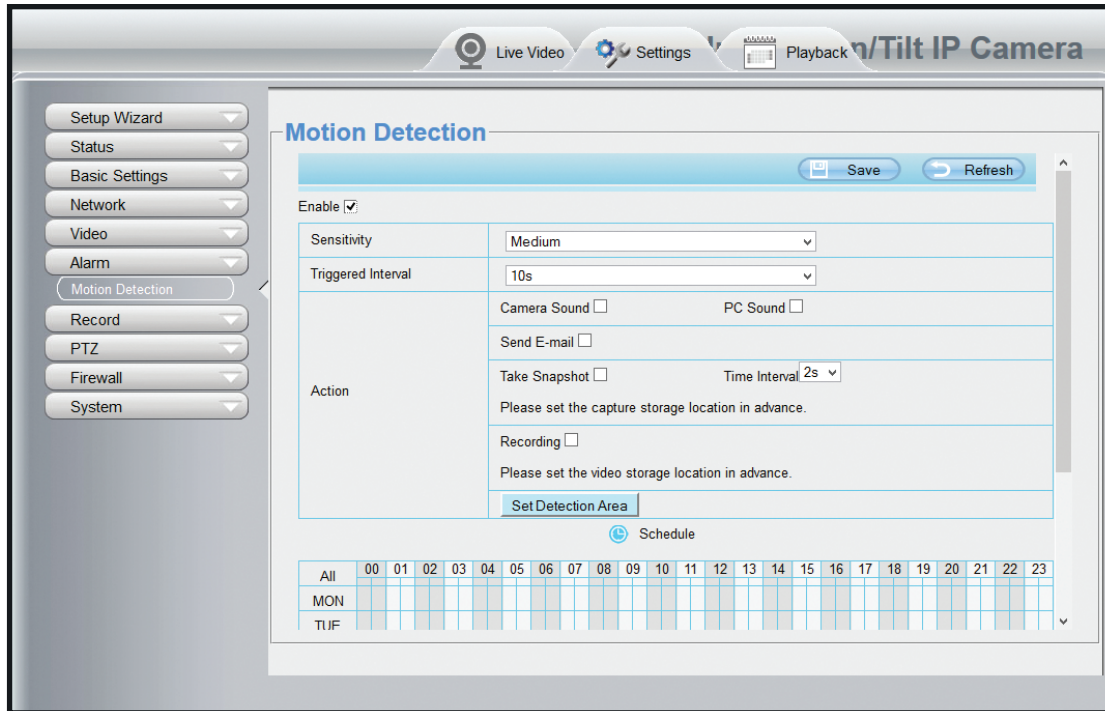 Live Video Settings Playback n/Tilt IP Camera
Setup Wizard
Status
Basic Settings
Network
Video
Alarm
Motion Detection
Record
PTZ
Firewall
System
Motion Detection
Save Refresh
Enable
Sensitivity Medium
Triggered Interval 10s
Action
Camera Sound PC Sound
Send E-mail
Take Snapshot Time Interval 2s
Please set the capture storage location in advance.
Recording
Please set the video storage location in advance.
Set Detection Area
Schedule
All 00 01 02 03 04 05 06 07 08 09 10 11 12 13 14 15 16 17 18 19 20 21 22 23
MON
TUE